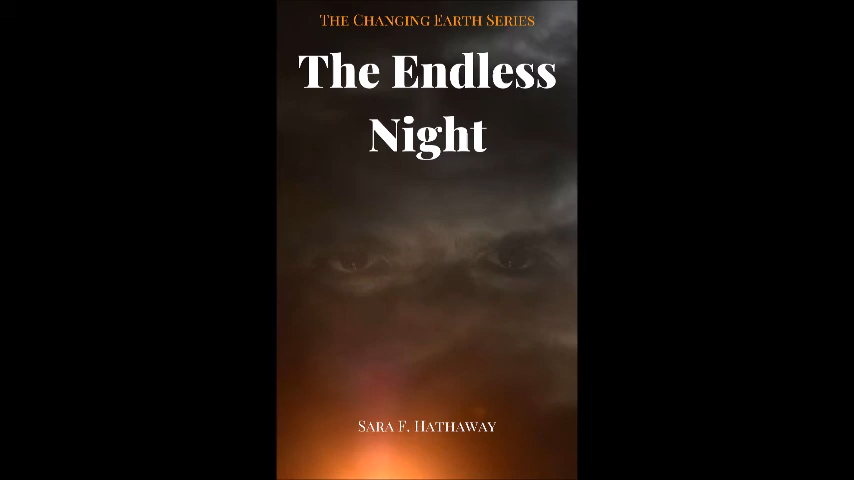 The Changing Earth Series
The Endless
Night
Sara F. Hathaway